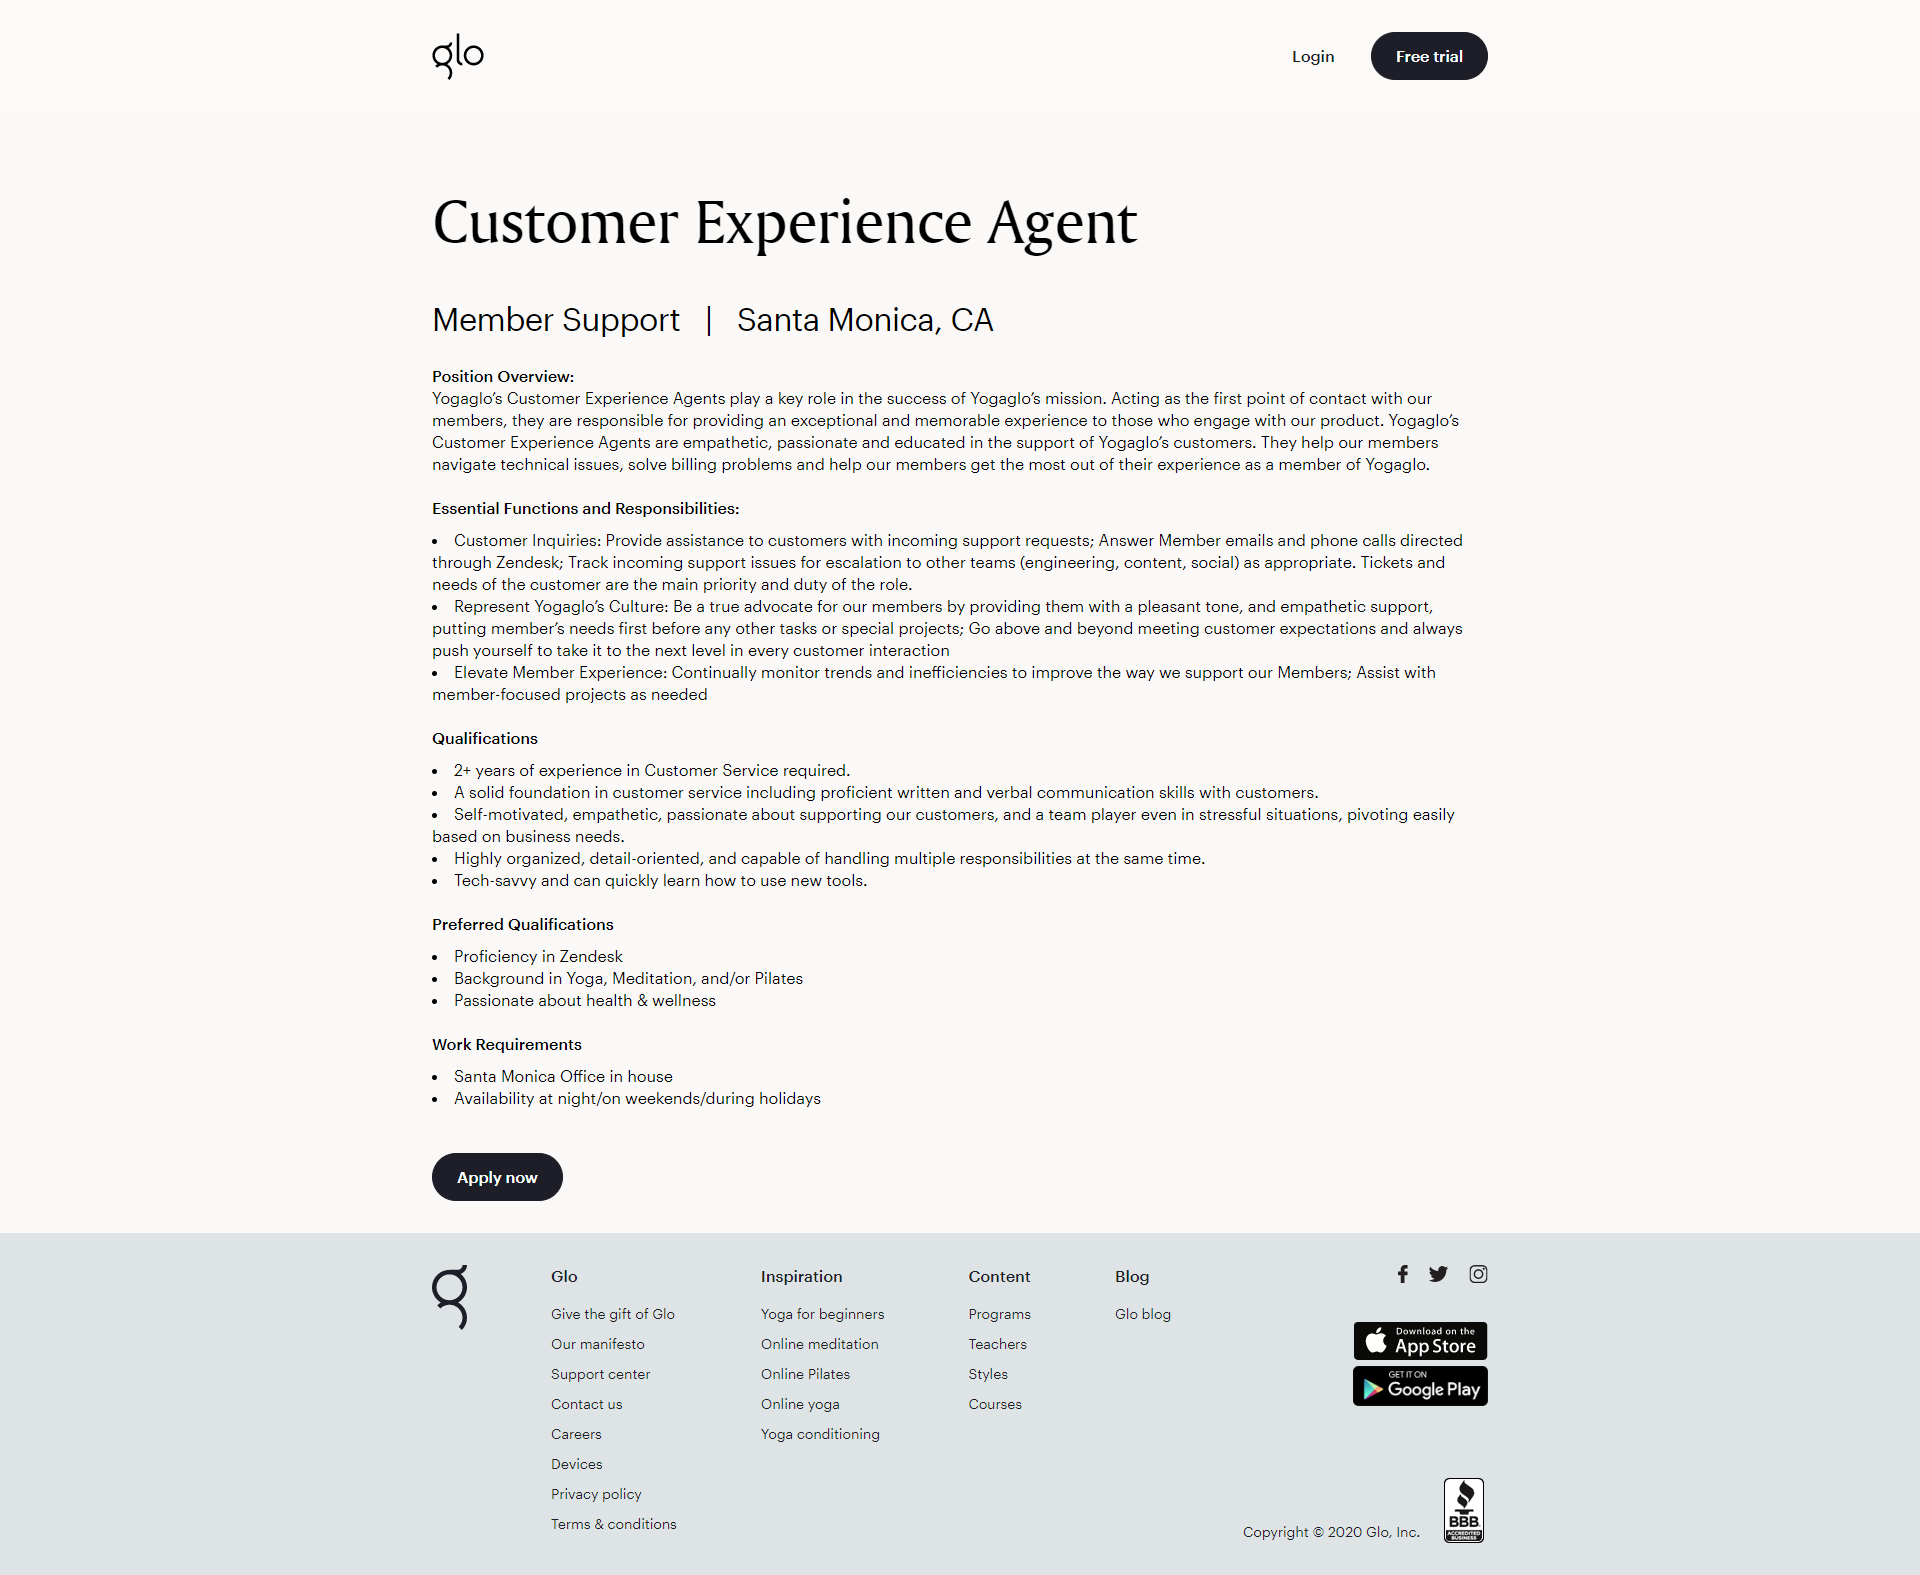 glo
Login
Free trial
Customer Experience Agent
Member Support | Santa Monica, CA
Position Overview:
Yogaglo’s Customer Experience Agents play a key role in the success of Yogaglo’s mission. Acting as the first point of contact with our
members, they are responsible for providing an exceptional and memorable experience to those who engage with our product. Yogaglo’s
Customer Experience Agents are empathetic, passionate and educated in the support of Yogaglo’s customers. They help our members
navigate technical issues, solve billing problems and help our members get the most out of their experience as a member of Yogaglo.
Essential Functions and Responsibilities:
• Customer Inquiries: Provide assistance to customers with incoming support requests; Answer Member emails and phone calls directed
through Zendesk; Track incoming support issues for escalation to other teams (engineering, content, social) as appropriate. Tickets and
needs of the customer are the main priority and duty of the role.
• Represent Yogaglo’s Culture: Be a true advocate for our members by providing them with a pleasant tone, and empathetic support,
putting member’s needs first before any other tasks or special projects; Go above and beyond meeting customer expectations and always
push yourself to take it to the next level in every customer interaction
• Elevate Member Experience: Continually monitor trends and inefficiencies to improve the way we support our Members; Assist with
member-focused projects as needed
Qualifications
• 2+ years of experience in Customer Service required.
• A solid foundation in customer service including proficient written and verbal communication skills with customers.
• Self-motivated, empathetic, passionate about supporting our customers, and a team player even in stressful situations, pivoting easily
based on business needs.
• Highly organized, detail-oriented, and capable of handling multiple responsibilities at the same time.
• Tech-savvy and can quickly learn how to use new tools.
Preferred Qualifications
• Proficiency in Zendesk
• Background in Yoga, Meditation, and/or Pilates
• Passionate about health & wellness
Work Requirements
• Santa Monica Office in house
• Availability at night/on weekends/during holidays
Apply now
g
Glo
Give the gift of Glo
Our manifesto
Support center
Contact us
Careers
Devices
Privacy policy
Terms & conditions
Inspiration
Yoga for beginners
Online meditation
Online Pilates
Online yoga
Yoga conditioning
Content
Programs
Teachers
Styles
Courses
Blog
Glo blog
Download on the
App Store
GET IT ON
Google Play
Copyright © 2020 Glo, Inc.
BBB
ACCREDITED
BUSINESS